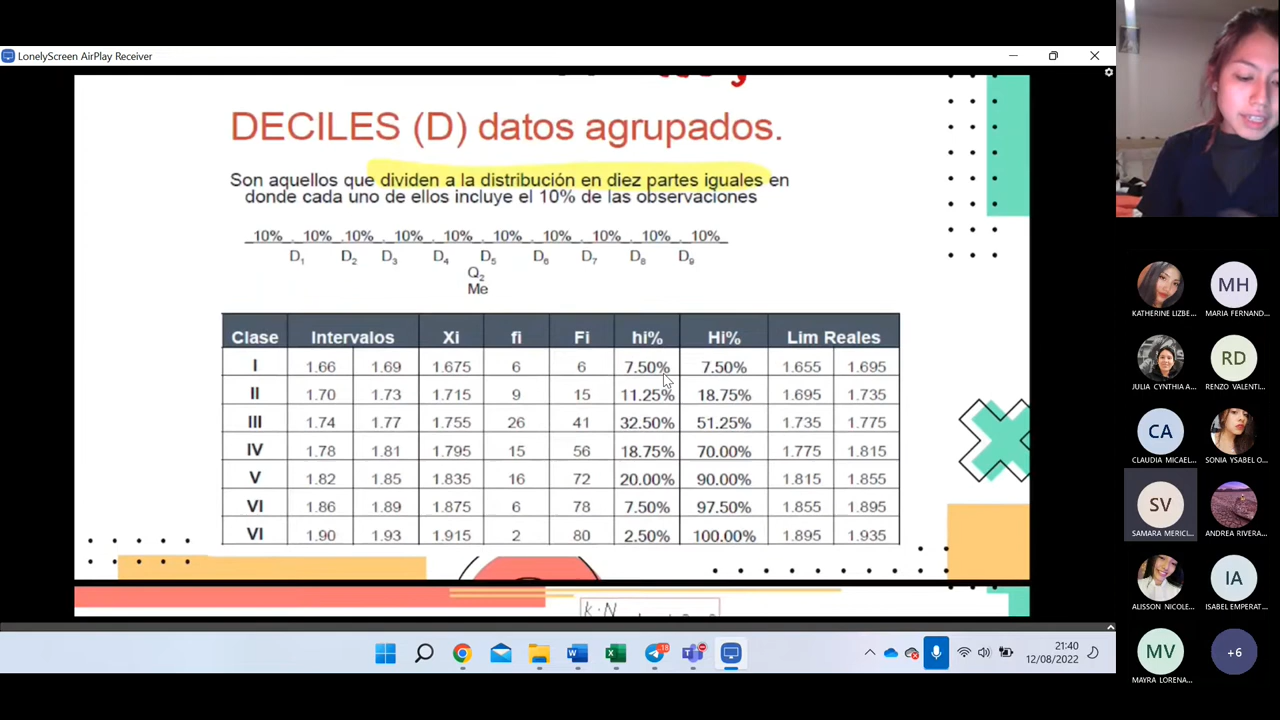 LonelyScreen AirPlay Receiver
DECILES (D) datos agrupados.
Son aquellos que dividen a la distribución en diez partes iguales en
donde cada uno de ellos incluye el 10% de las observaciones
10% 10% 10% 10% 10% 10% 10% 10% 10% 10%
D1 D2 D3 D4 D5 D6 D7 D8 D9
Q2
Me
Clase Intervalos Xi fi Fi hi% Hi% Lim Reales
I 1.66 1.69 1.675 6 6 7.50% 7.50% 1.655 1.695
II 1.70 1.73 1.715 9 15 11.25% 18.75% 1.695 1.735
III 1.74 1.77 1.755 26 41 32.50% 51.25% 1.735 1.775
IV 1.78 1.81 1.795 15 56 18.75% 70.00% 1.775 1.815
V 1.82 1.85 1.835 16 72 20.00% 90.00% 1.815 1.855
VI 1.86 1.89 1.875 6 78 7.50% 97.50% 1.855 1.895
VI 1.90 1.93 1.915 2 80 2.50% 100.00% 1.895 1.935
k·N
18
21:40
12/08/2022
KATHERINE LIZBE...
MH
MARIA FERNAND...
JULIA CYNTHIA A...
RD
RENZO VALENTI...
CA
CLAUDIA MICAEL...
SONIA YSABEL O...
SV
SAMARA MERICI...
ANDREA RIVERA...
ALISSON NICOLE...
IA
ISABEL EMPERAT...
MV
MAYRA LORENA...
+6